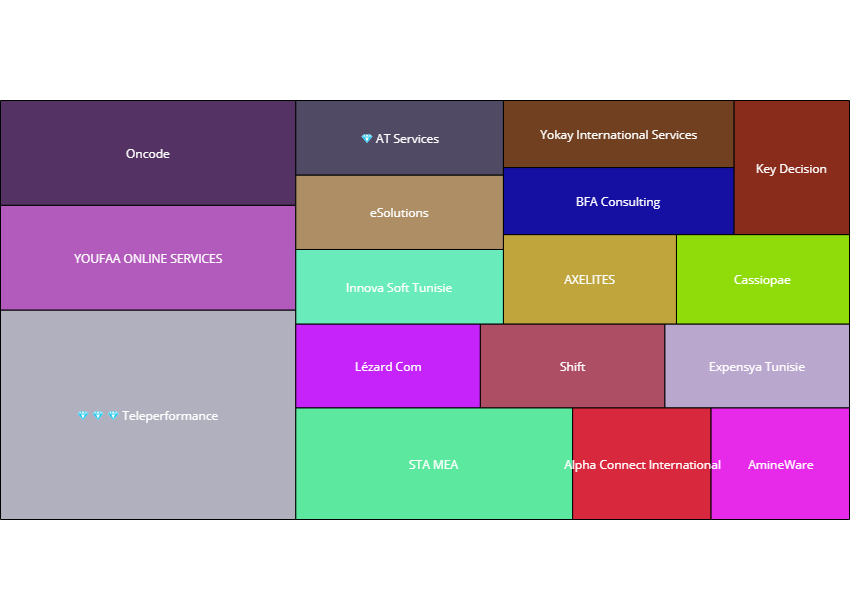 Oncode
💎 AT Services
Yokay International Services
Key Decision
BFA Consulting
eSolutions
YOUFAA ONLINE SERVICES
Innova Soft Tunisie
AXELITES
Cassiopae
Lézard Com
Shift
Expensya Tunisie
💎 💎 💎 Teleperformance
STA MEA
Alpha Connect International
AmineWare